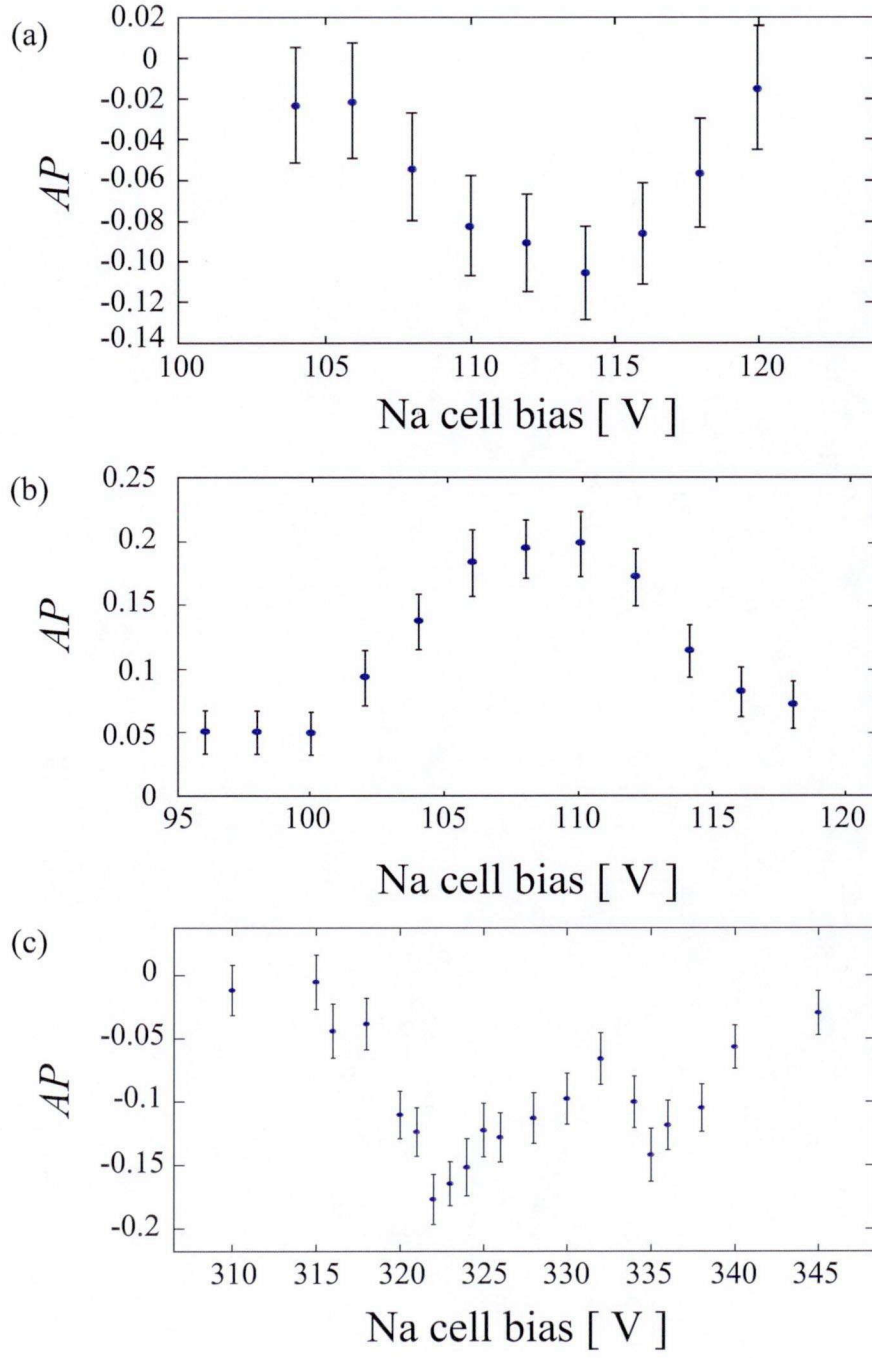 (a)
0.02
0
-0.02
-0.04
-0.06
-0.08
-0.10
-0.12
-0.14
AP
100 105 110 115 120
Na cell bias [ V ]
(b)
0.25
0.2
0.15
0.1
0.05
0
AP
95 100 105 110 115 120
Na cell bias [ V ]
(c)
0
-0.05
-0.1
-0.15
-0.2
AP
310 315 320 325 330 335 340 345
Na cell bias [ V ]